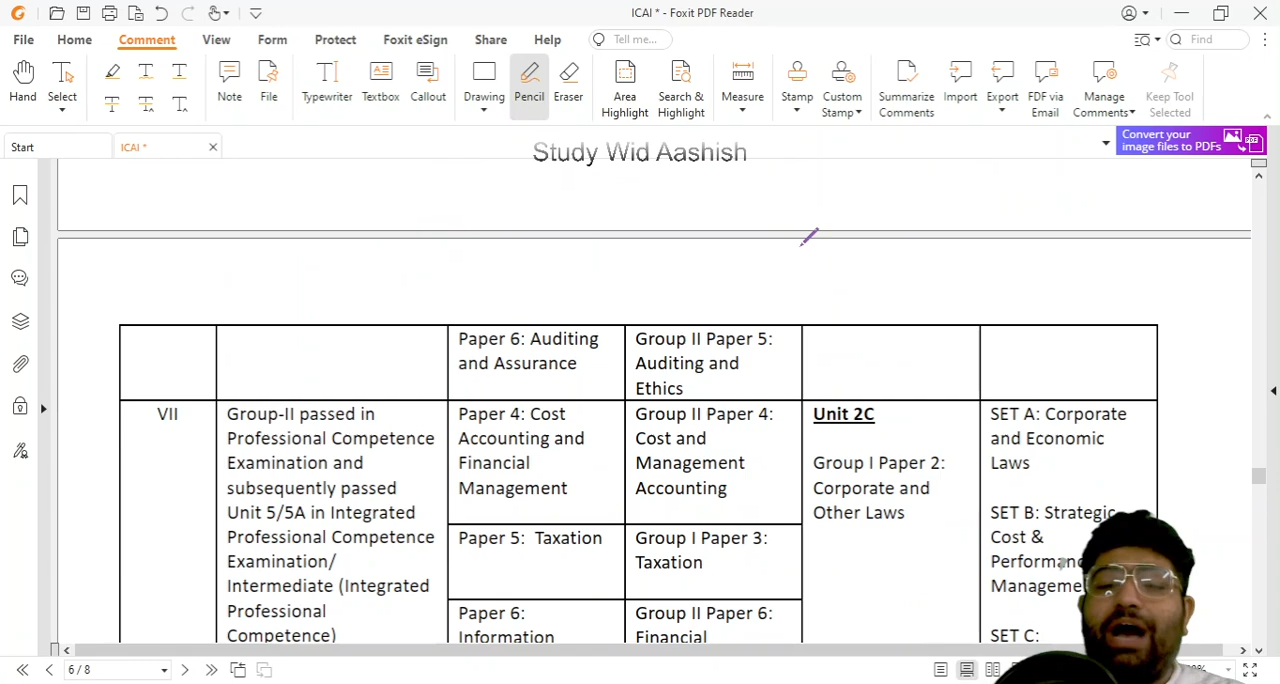 ICAI * - Foxit PDF Reader
File Home Comment View Form Protect Foxit eSign Share Help Tell me... Find
Hand Select Note File Typewriter Textbox Callout Drawing Pencil Eraser Area Highlight Search & Highlight Measure Stamp Custom Stamp Summarize Comments Import Export FDF via Email Manage Comments Keep Tool Selected
Start ICAI *
Convert your
image files to PDFs
Study Wid Aashish
Paper 6: Auditing
and Assurance
Group II Paper 5:
Auditing and
Ethics
VII
Group-II passed in
Professional Competence
Examination and
subsequently passed
Unit 5/5A in Integrated
Professional Competence
Examination/
Intermediate (Integrated
Professional
Competence)
Paper 4: Cost
Accounting and
Financial
Management
Group II Paper 4:
Cost and
Management
Accounting
Paper 5: Taxation
Group I Paper 3:
Taxation
Paper 6:
Information
Group II Paper 6:
Financial
Unit 2C
Group I Paper 2:
Corporate and
Other Laws
SET A: Corporate
and Economic
Laws
SET B: Strategic
Cost &
SET C:
6 / 8